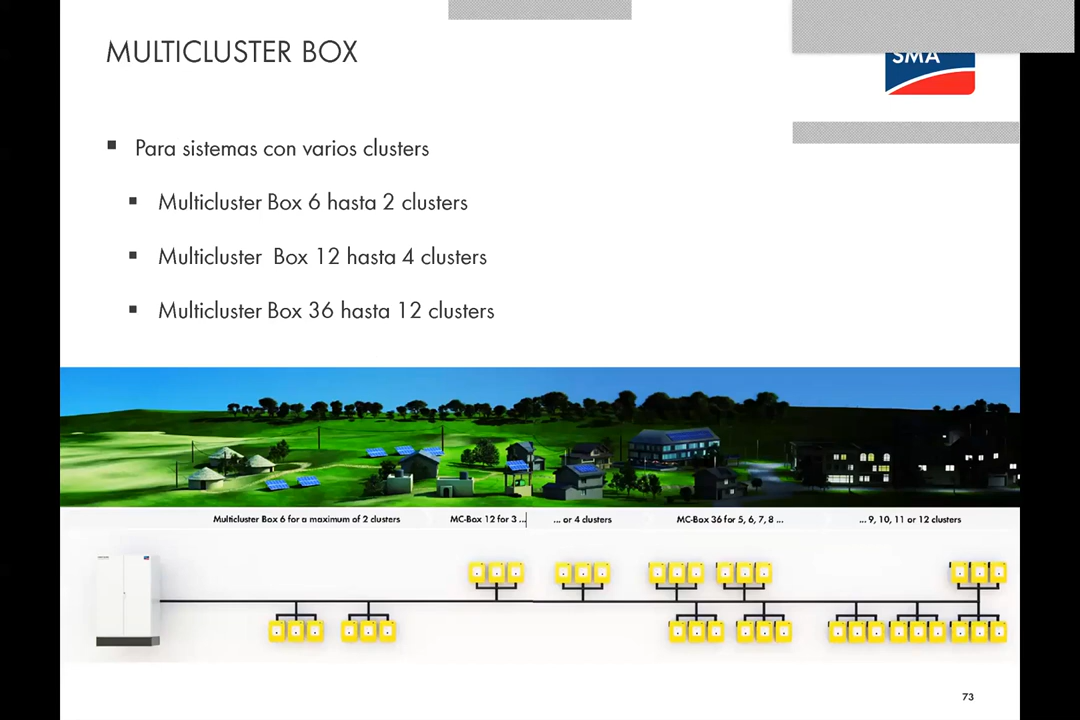 MULTICLUSTER BOX
SMA
Para sistemas con varios clusters
Multicluster Box 6 hasta 2 clusters
Multicluster Box 12 hasta 4 clusters
Multicluster Box 36 hasta 12 clusters
Multicluster Box 6 for a maximum of 2 clusters
MC-Box 12 for 3 ...
... or 4 clusters
MC-Box 36 for 5, 6, 7, 8 ...
... 9, 10, 11 or 12 clusters
73